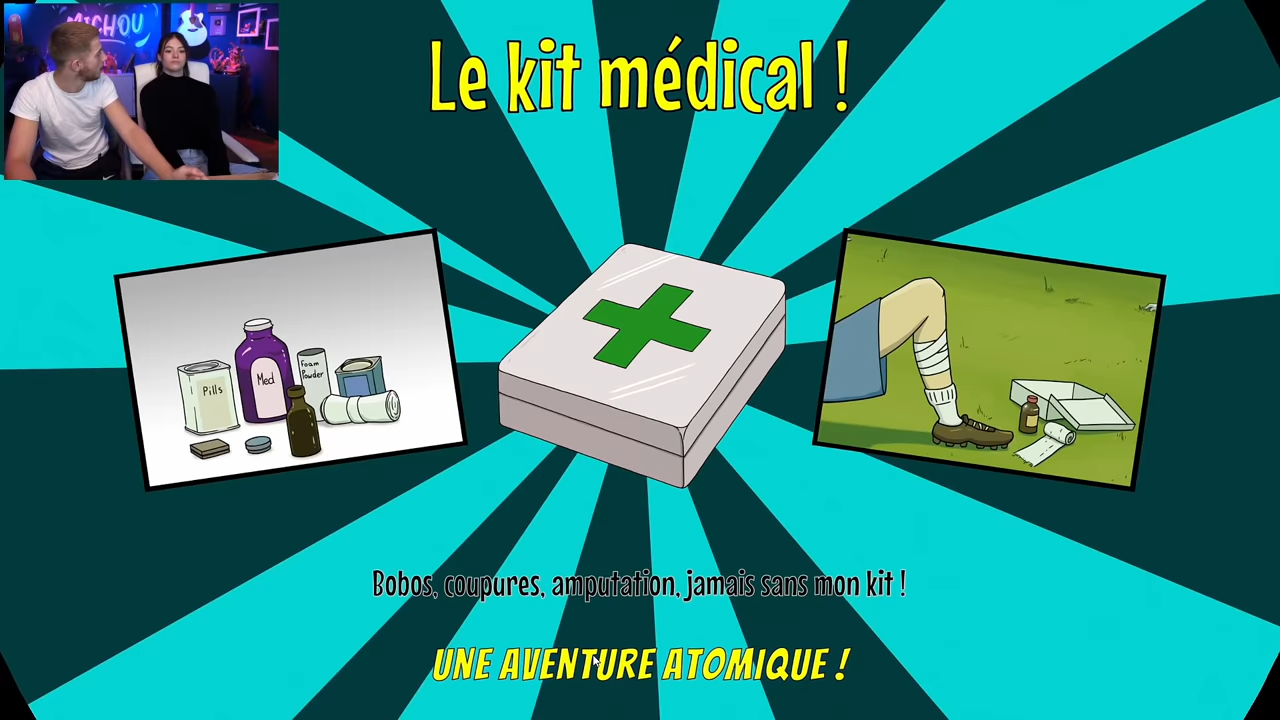 MICHOU
Le kit médical !
Pills
Med
Foam
Powder
Bobos, coupures, amputation, jamais sans mon kit !
UNE AVENTURE ATOMIQUE !